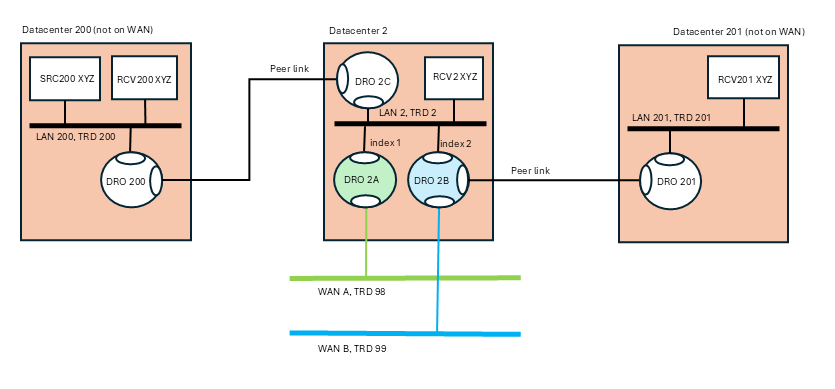 Datacenter 200 (not on WAN)
Datacenter 2
Datacenter 201 (not on WAN)
SRC200 XYZ
RCV200 XYZ
Peer link
DRO 2C
RCV2 XYZ
RCV201 XYZ
LAN 200, TRD 200
LAN 2, TRD 2
LAN 201, TRD 201
index 1
index 2
DRO 200
DRO 2A
DRO 2B
Peer link
DRO 201
WAN A, TRD 98
WAN B, TRD 99